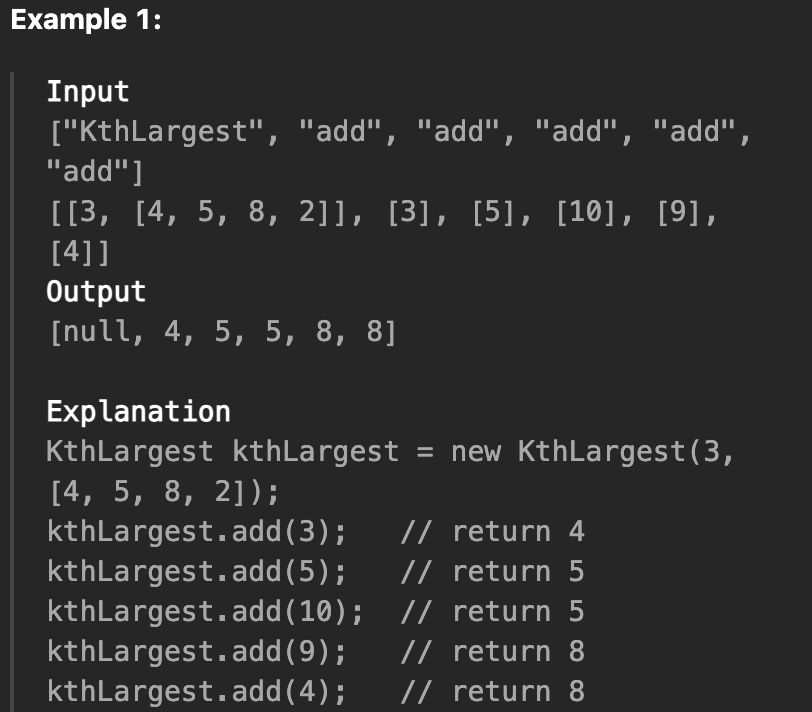 Example 1:
Input
["KthLargest", "add", "add", "add", "add",
"add"]
[[3, [4, 5, 8, 2]], [3], [5], [10], [9],
[4]]
Output
[null, 4, 5, 5, 8, 8]
Explanation
KthLargest kthLargest = new KthLargest(3,
[4, 5, 8, 2]);
kthLargest.add(3);   // return 4
kthLargest.add(5);   // return 5
kthLargest.add(10);  // return 5
kthLargest.add(9);   // return 8
kthLargest.add(4);   // return 8